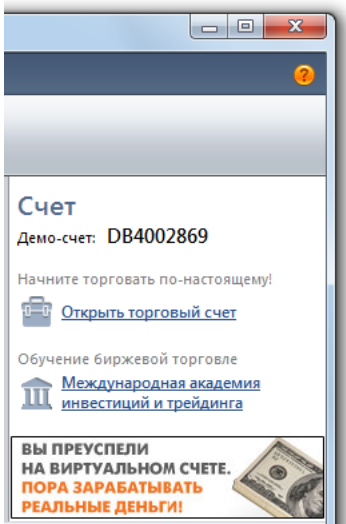 ?
Счет
Демо-счет: DB4002869
Начните торговать по-настоящему!
Открыть торговый счет
Обучение биржевой торговле
Международная академия
инвестиций и трейдинга
ВЫ ПРЕУСПЕЛИ
НА ВИРТУАЛЬНОМ СЧЕТЕ.
ПОРА ЗАРАБАТЫВАТЬ
РЕАЛЬНЫЕ ДЕНЬГИ!